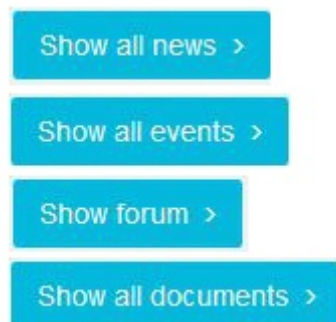 Show all news >
Show all events >
Show forum >
Show all documents >